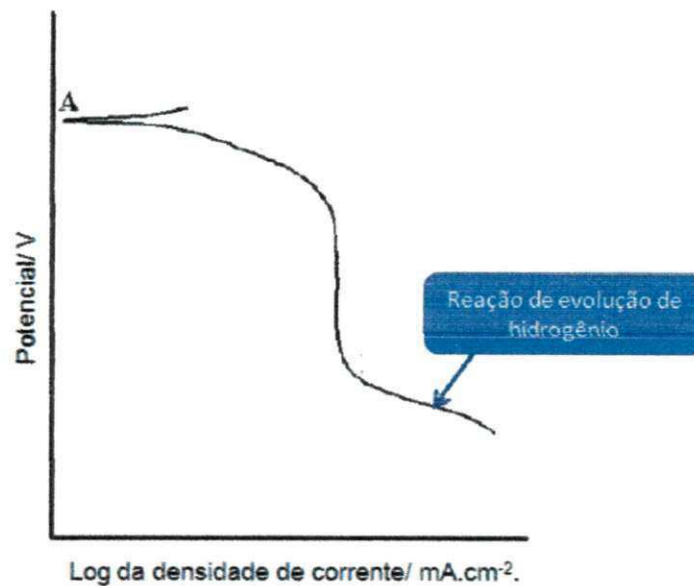 A
Potencial/ V
Reação de evolução de
hidrogênio
Log da densidade de corrente/ mA.cm-2.